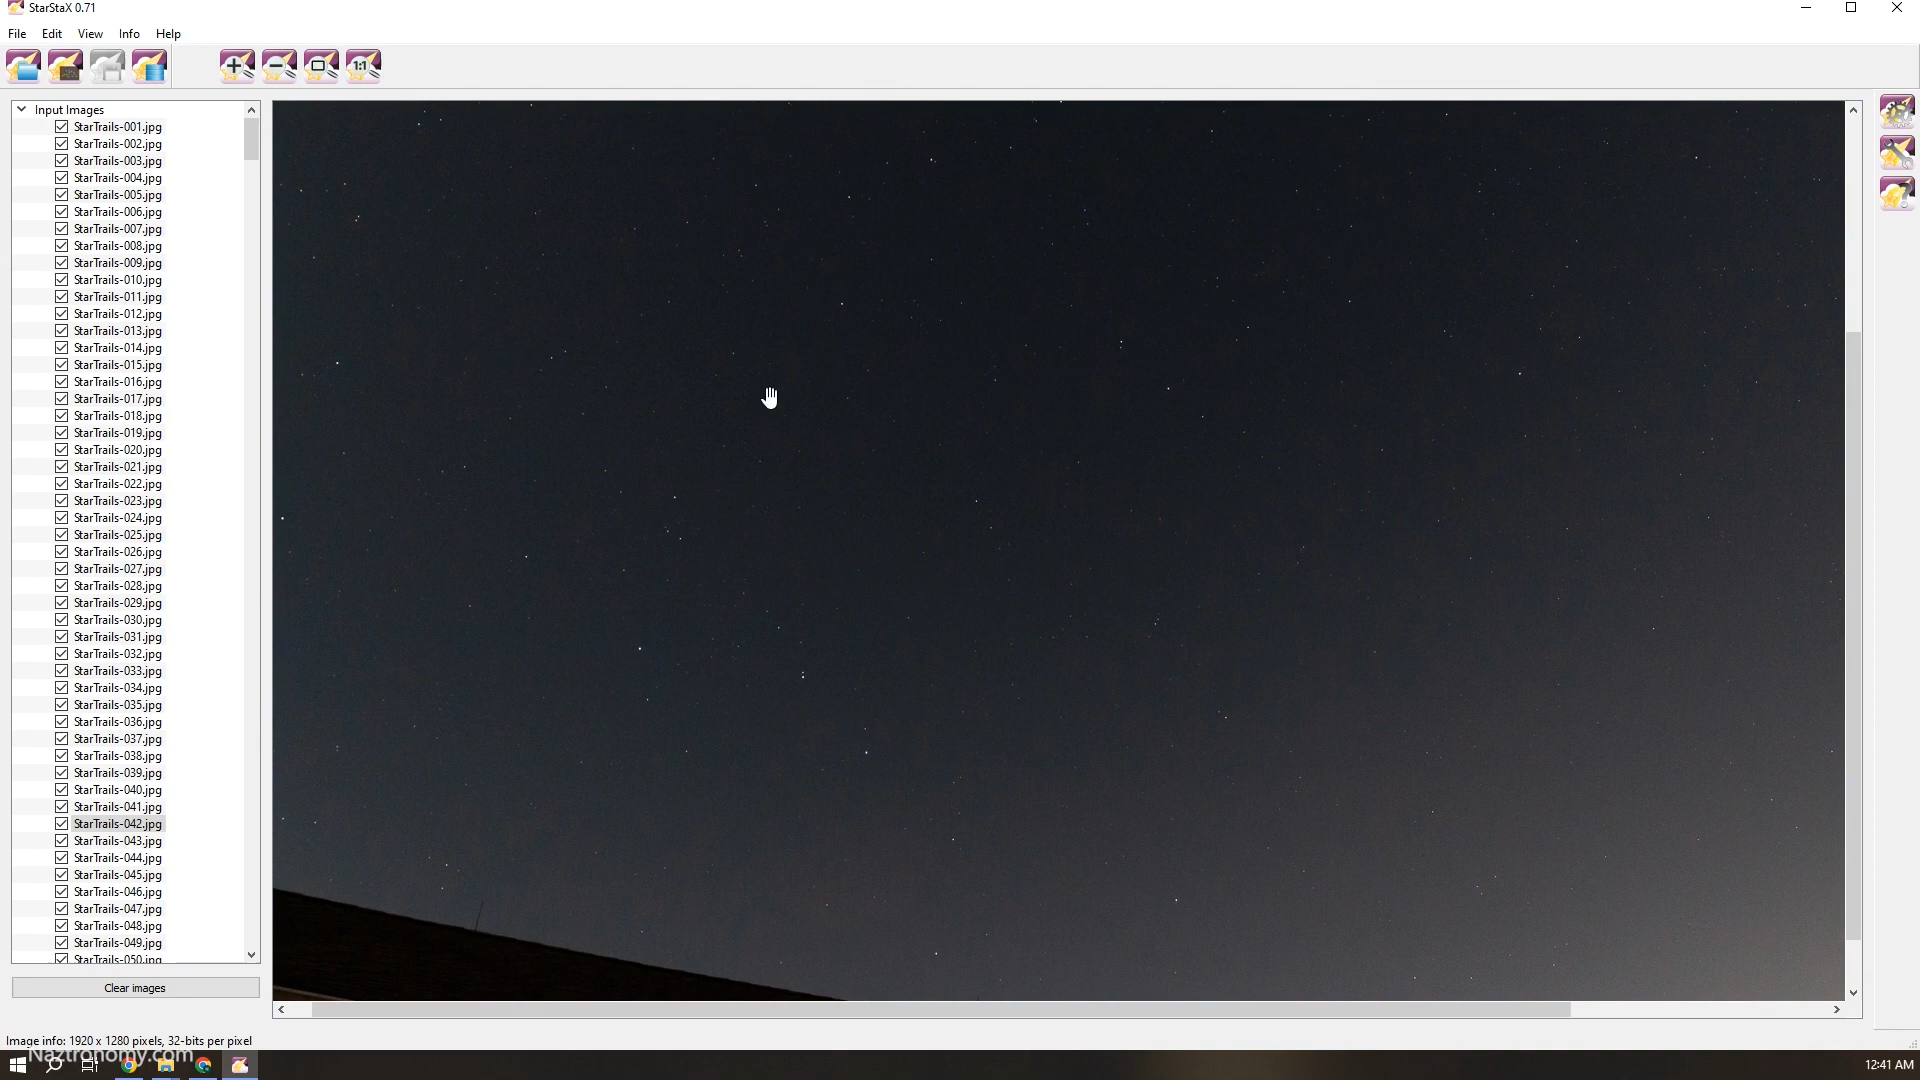 StarStaX 0.71
File Edit View Info Help
1:1
Input Images
StarTrails-001.jpg
StarTrails-002.jpg
StarTrails-003.jpg
StarTrails-004.jpg
StarTrails-005.jpg
StarTrails-006.jpg
StarTrails-007.jpg
StarTrails-008.jpg
StarTrails-009.jpg
StarTrails-010.jpg
StarTrails-011.jpg
StarTrails-012.jpg
StarTrails-013.jpg
StarTrails-014.jpg
StarTrails-015.jpg
StarTrails-016.jpg
StarTrails-017.jpg
StarTrails-018.jpg
StarTrails-019.jpg
StarTrails-020.jpg
StarTrails-021.jpg
StarTrails-022.jpg
StarTrails-023.jpg
StarTrails-024.jpg
StarTrails-025.jpg
StarTrails-026.jpg
StarTrails-027.jpg
StarTrails-028.jpg
StarTrails-029.jpg
StarTrails-030.jpg
StarTrails-031.jpg
StarTrails-032.jpg
StarTrails-033.jpg
StarTrails-034.jpg
StarTrails-035.jpg
StarTrails-036.jpg
StarTrails-037.jpg
StarTrails-038.jpg
StarTrails-039.jpg
StarTrails-040.jpg
StarTrails-041.jpg
StarTrails-042.jpg
StarTrails-043.jpg
StarTrails-044.jpg
StarTrails-045.jpg
StarTrails-046.jpg
StarTrails-047.jpg
StarTrails-048.jpg
StarTrails-049.jpg
StarTrails-050.jpg
Clear images
Image info: 1920 x 1280 pixels, 32-bits per pixel
Naztronomy.com
12:41 AM